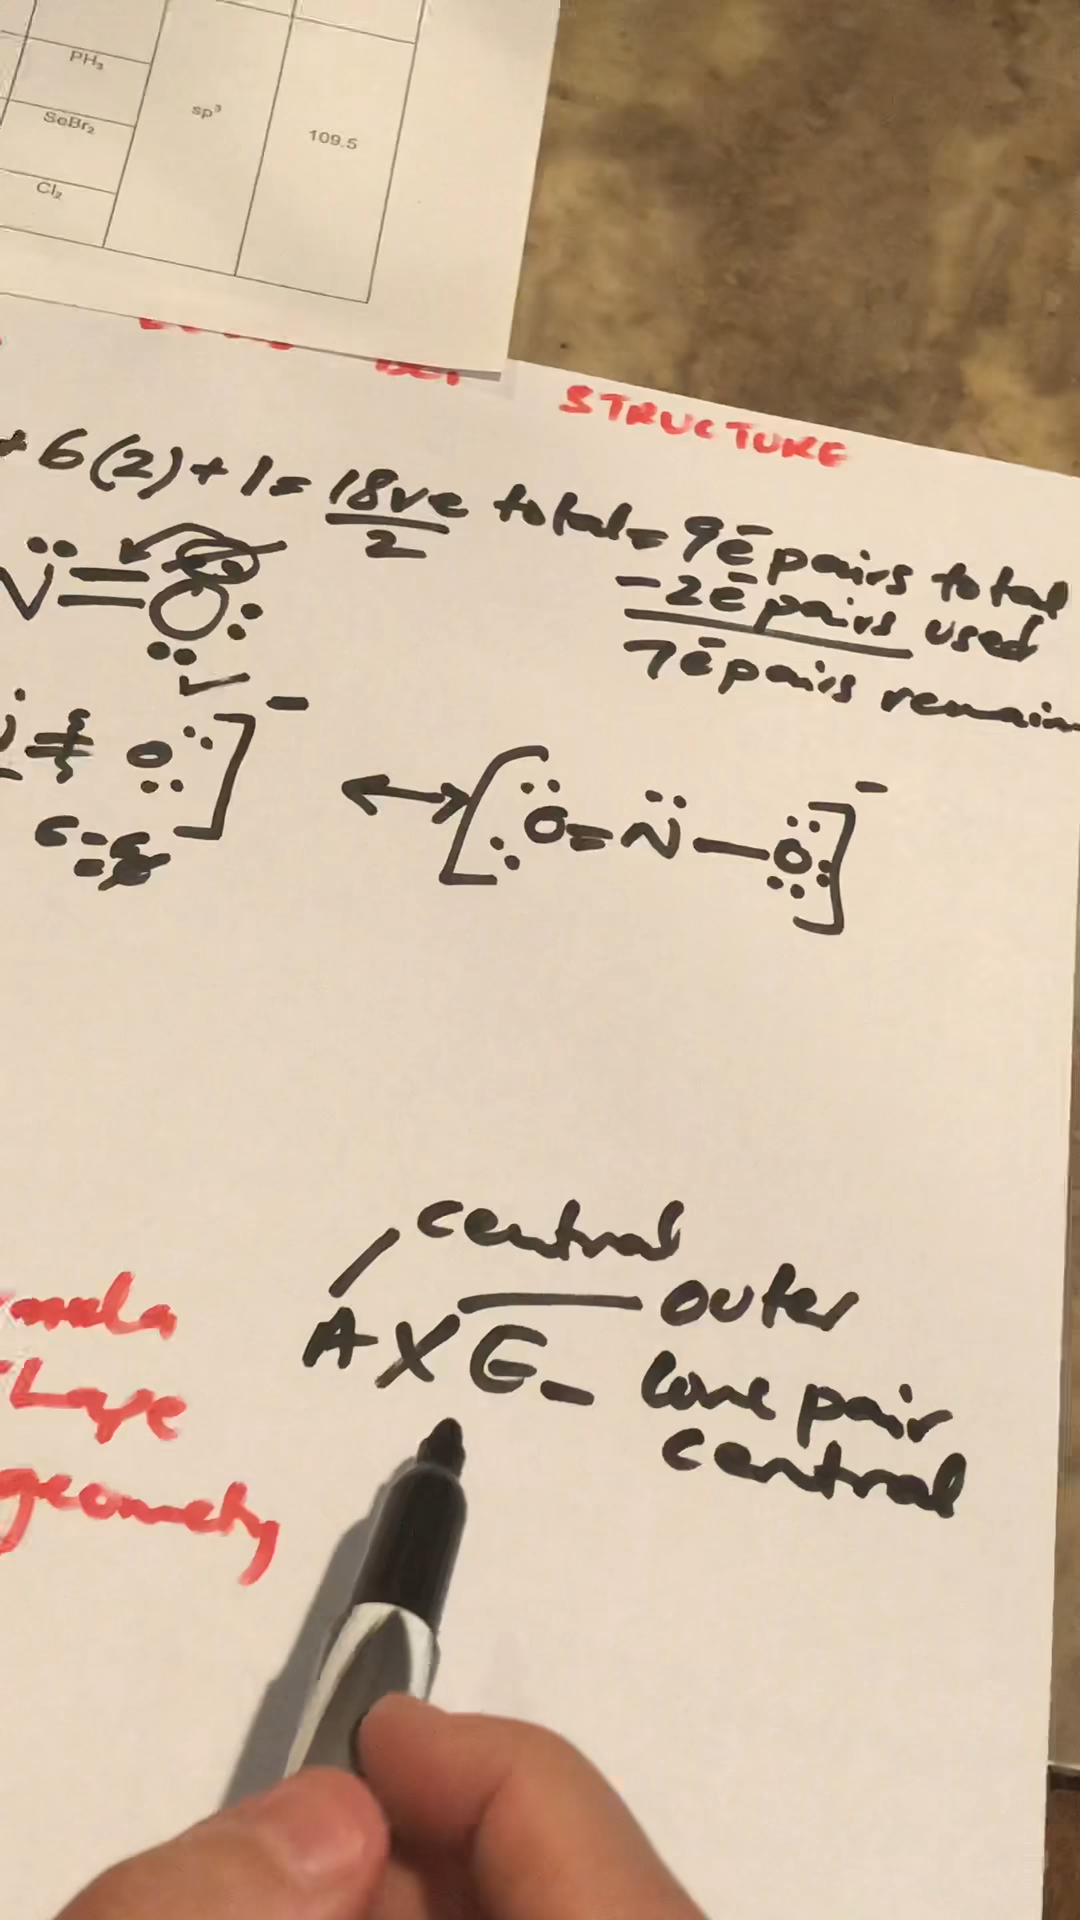 PH₃
SeBr₂
Cl₂
sp³
109.5
STRUCTURE
+ 6(2) + 1 = 18ve total = 9ē pairs total
2
- 2ē pairs used
7ē pairs remain
N = O
O ]⁻ ↔ [ O = N — O ]⁻
central
outer
A X E - lone pair
central
geometry